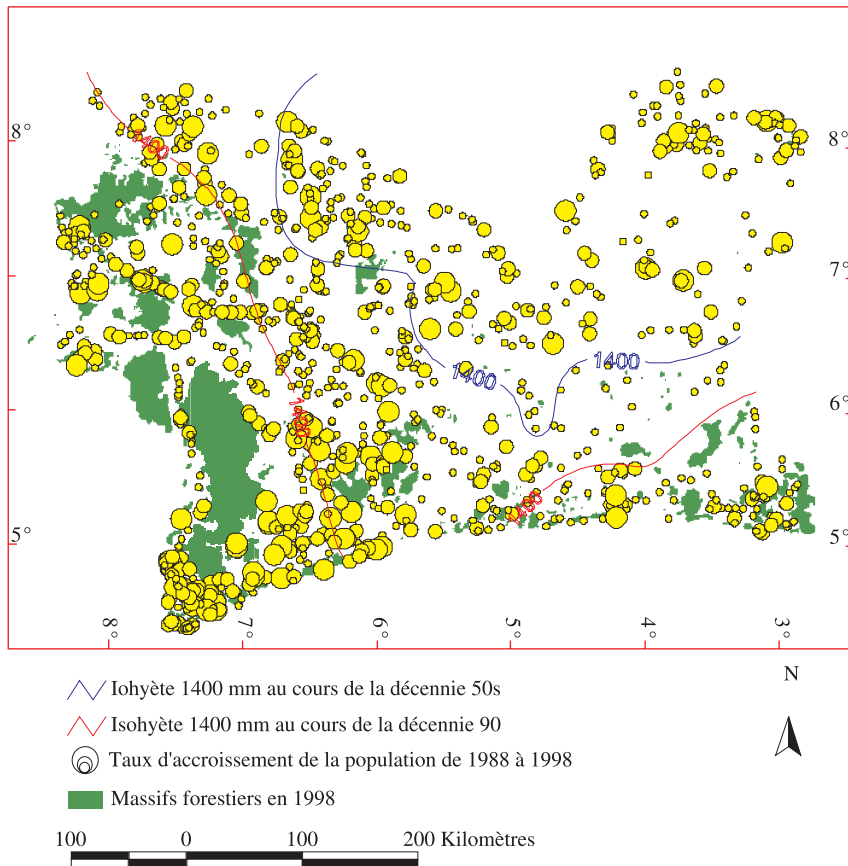 8°
8°
1400
7°
1400
1400
6°
1400
1400
5°
5°
8°
7°
6°
5°
4°
3°
N
Iohyète 1400 mm au cours de la décennie 50s
Isohyète 1400 mm au cours de la décennie 90
Taux d'accroissement de la population de 1988 à 1998
Massifs forestiers en 1998
100 0 100 200 Kilomètres